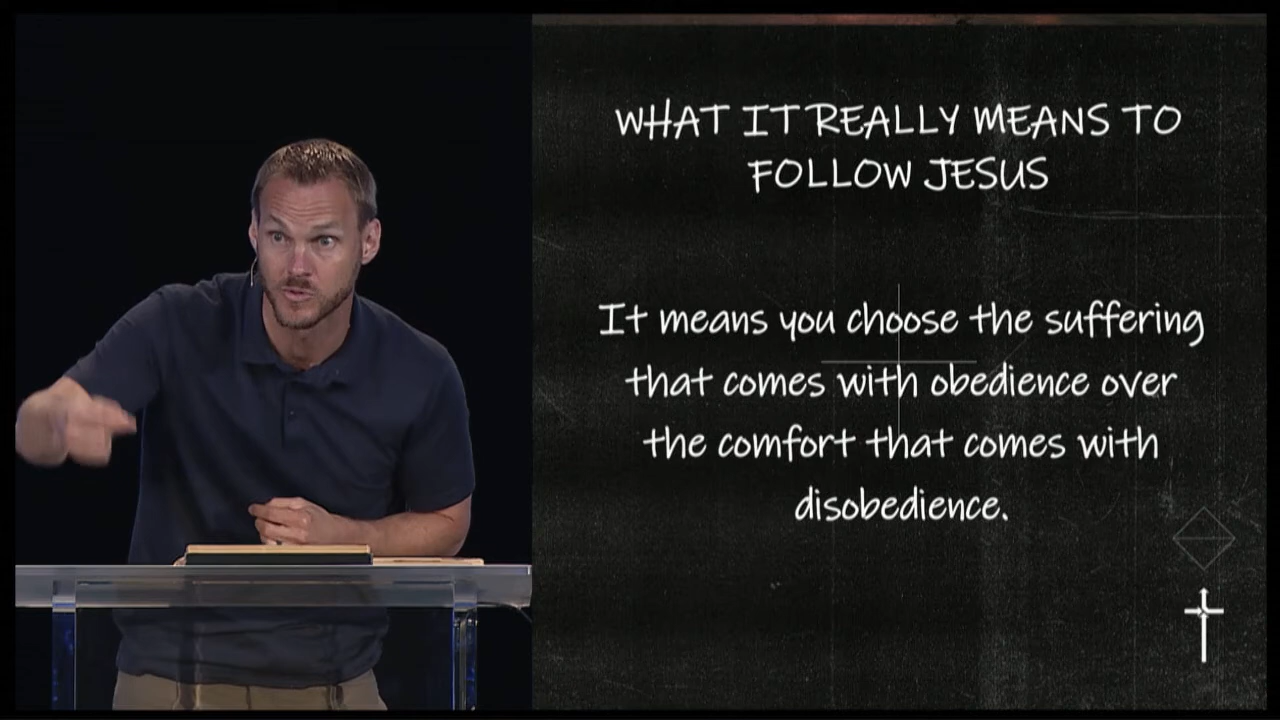 WHAT IT REALLY MEANS TO
FOLLOW JESUS
It means you choose the suffering
that comes with obedience over
the comfort that comes with
disobedience.